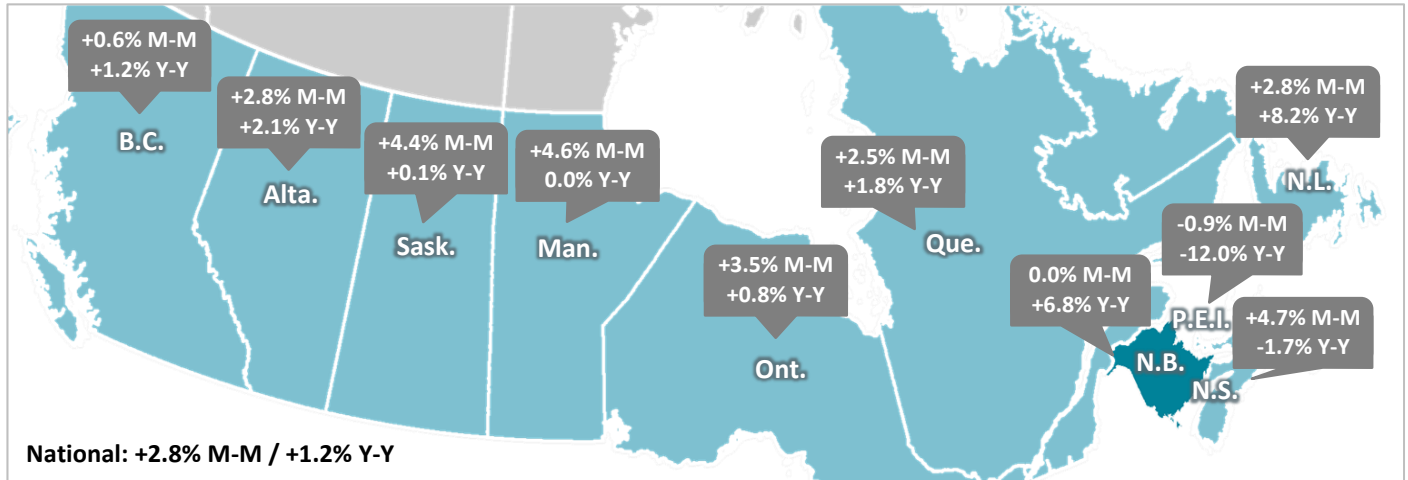 +0.6% M-M
+1.2% Y-Y
B.C.
+2.8% M-M
+2.1% Y-Y
Alta.
+4.4% M-M
+0.1% Y-Y
Sask.
+4.6% M-M
0.0% Y-Y
Man.
+3.5% M-M
+0.8% Y-Y
Ont.
+2.5% M-M
+1.8% Y-Y
Que.
+2.8% M-M
+8.2% Y-Y
N.L.
-0.9% M-M
-12.0% Y-Y
P.E.I.
0.0% M-M
+6.8% Y-Y
N.B.
+4.7% M-M
-1.7% Y-Y
N.S.
National: +2.8% M-M / +1.2% Y-Y